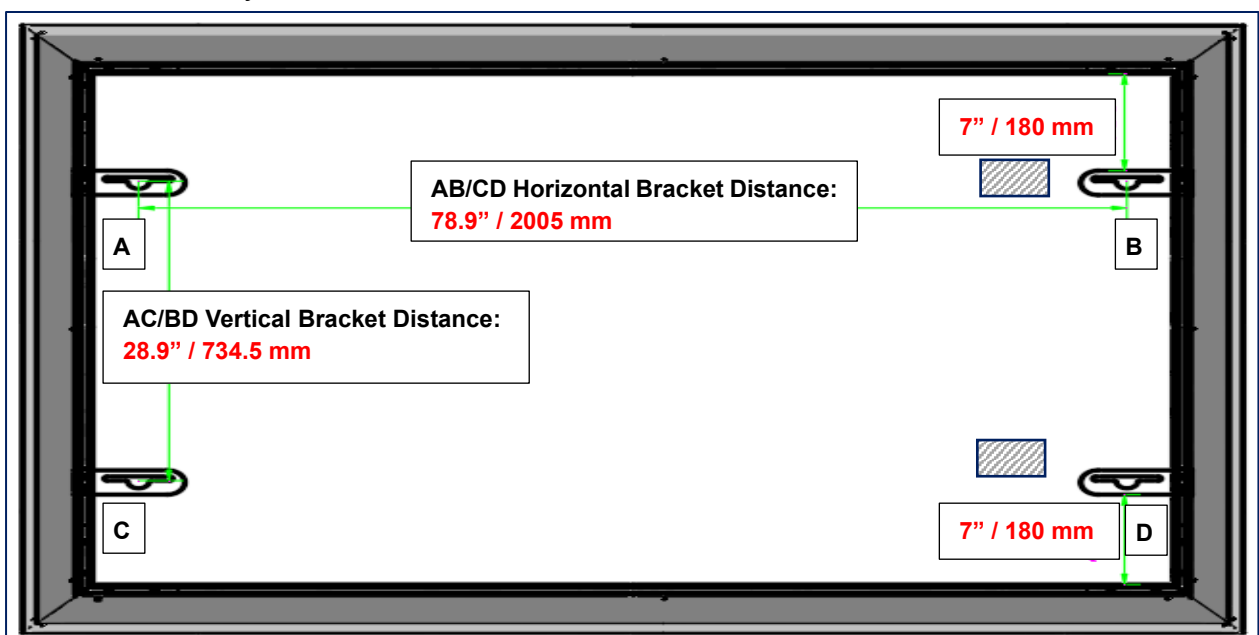 7” / 180 mm
AB/CD Horizontal Bracket Distance:
78.9” / 2005 mm
A
B
AC/BD Vertical Bracket Distance:
28.9” / 734.5 mm
C
7” / 180 mm
D